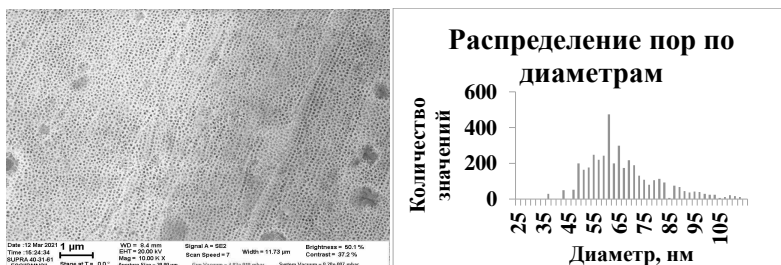 Date :12 Mar 2021
Time :15:24:34
SUPRA 40-31-61
1 µm
WD = 8.4 mm
EHT = 20.00 kV
Mag = 10.00 K X
Signal A = SE2
Scan Speed = 7
Width = 11.73 µm
Brightness = 50.1 %
Contrast = 37.2 %
Распределение пор по
диаметрам
Количество
значений
600
400
200
0
25
35
45
55
65
75
85
95
105
Диаметр, нм